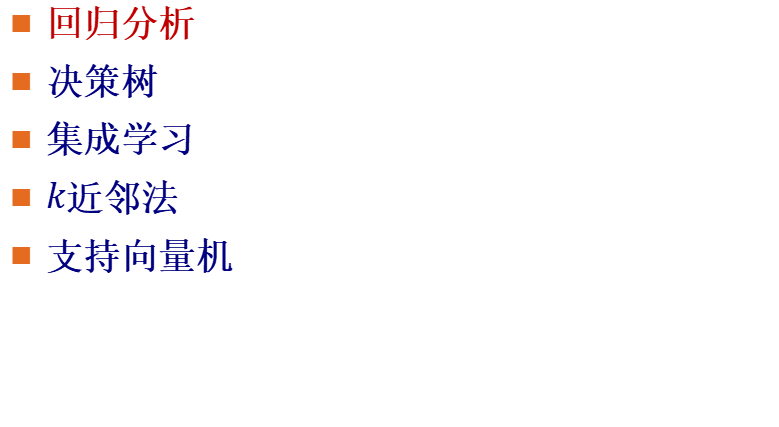 回归分析
决策树
集成学习
k近邻法
支持向量机